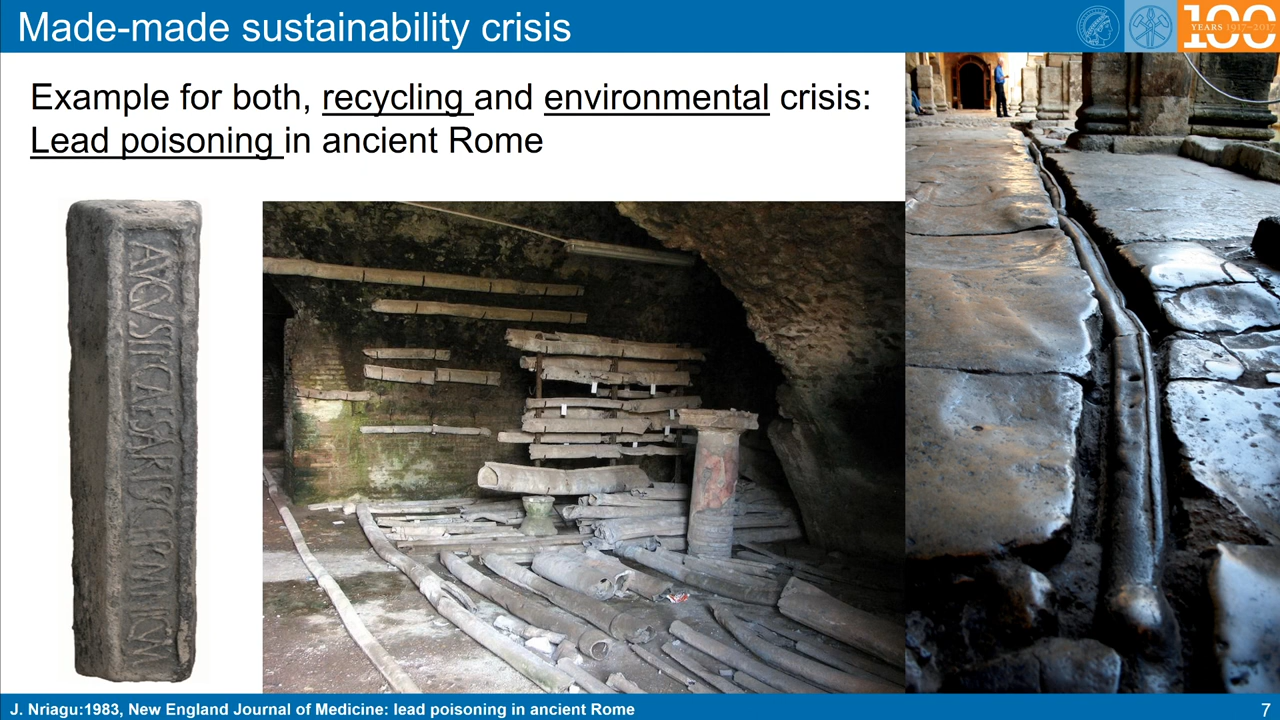 Made-made sustainability crisis
100
YEARS 1917–2017
Example for both, recycling and environmental crisis:
Lead poisoning in ancient Rome
J. Nriagu:1983, New England Journal of Medicine: lead poisoning in ancient Rome
7